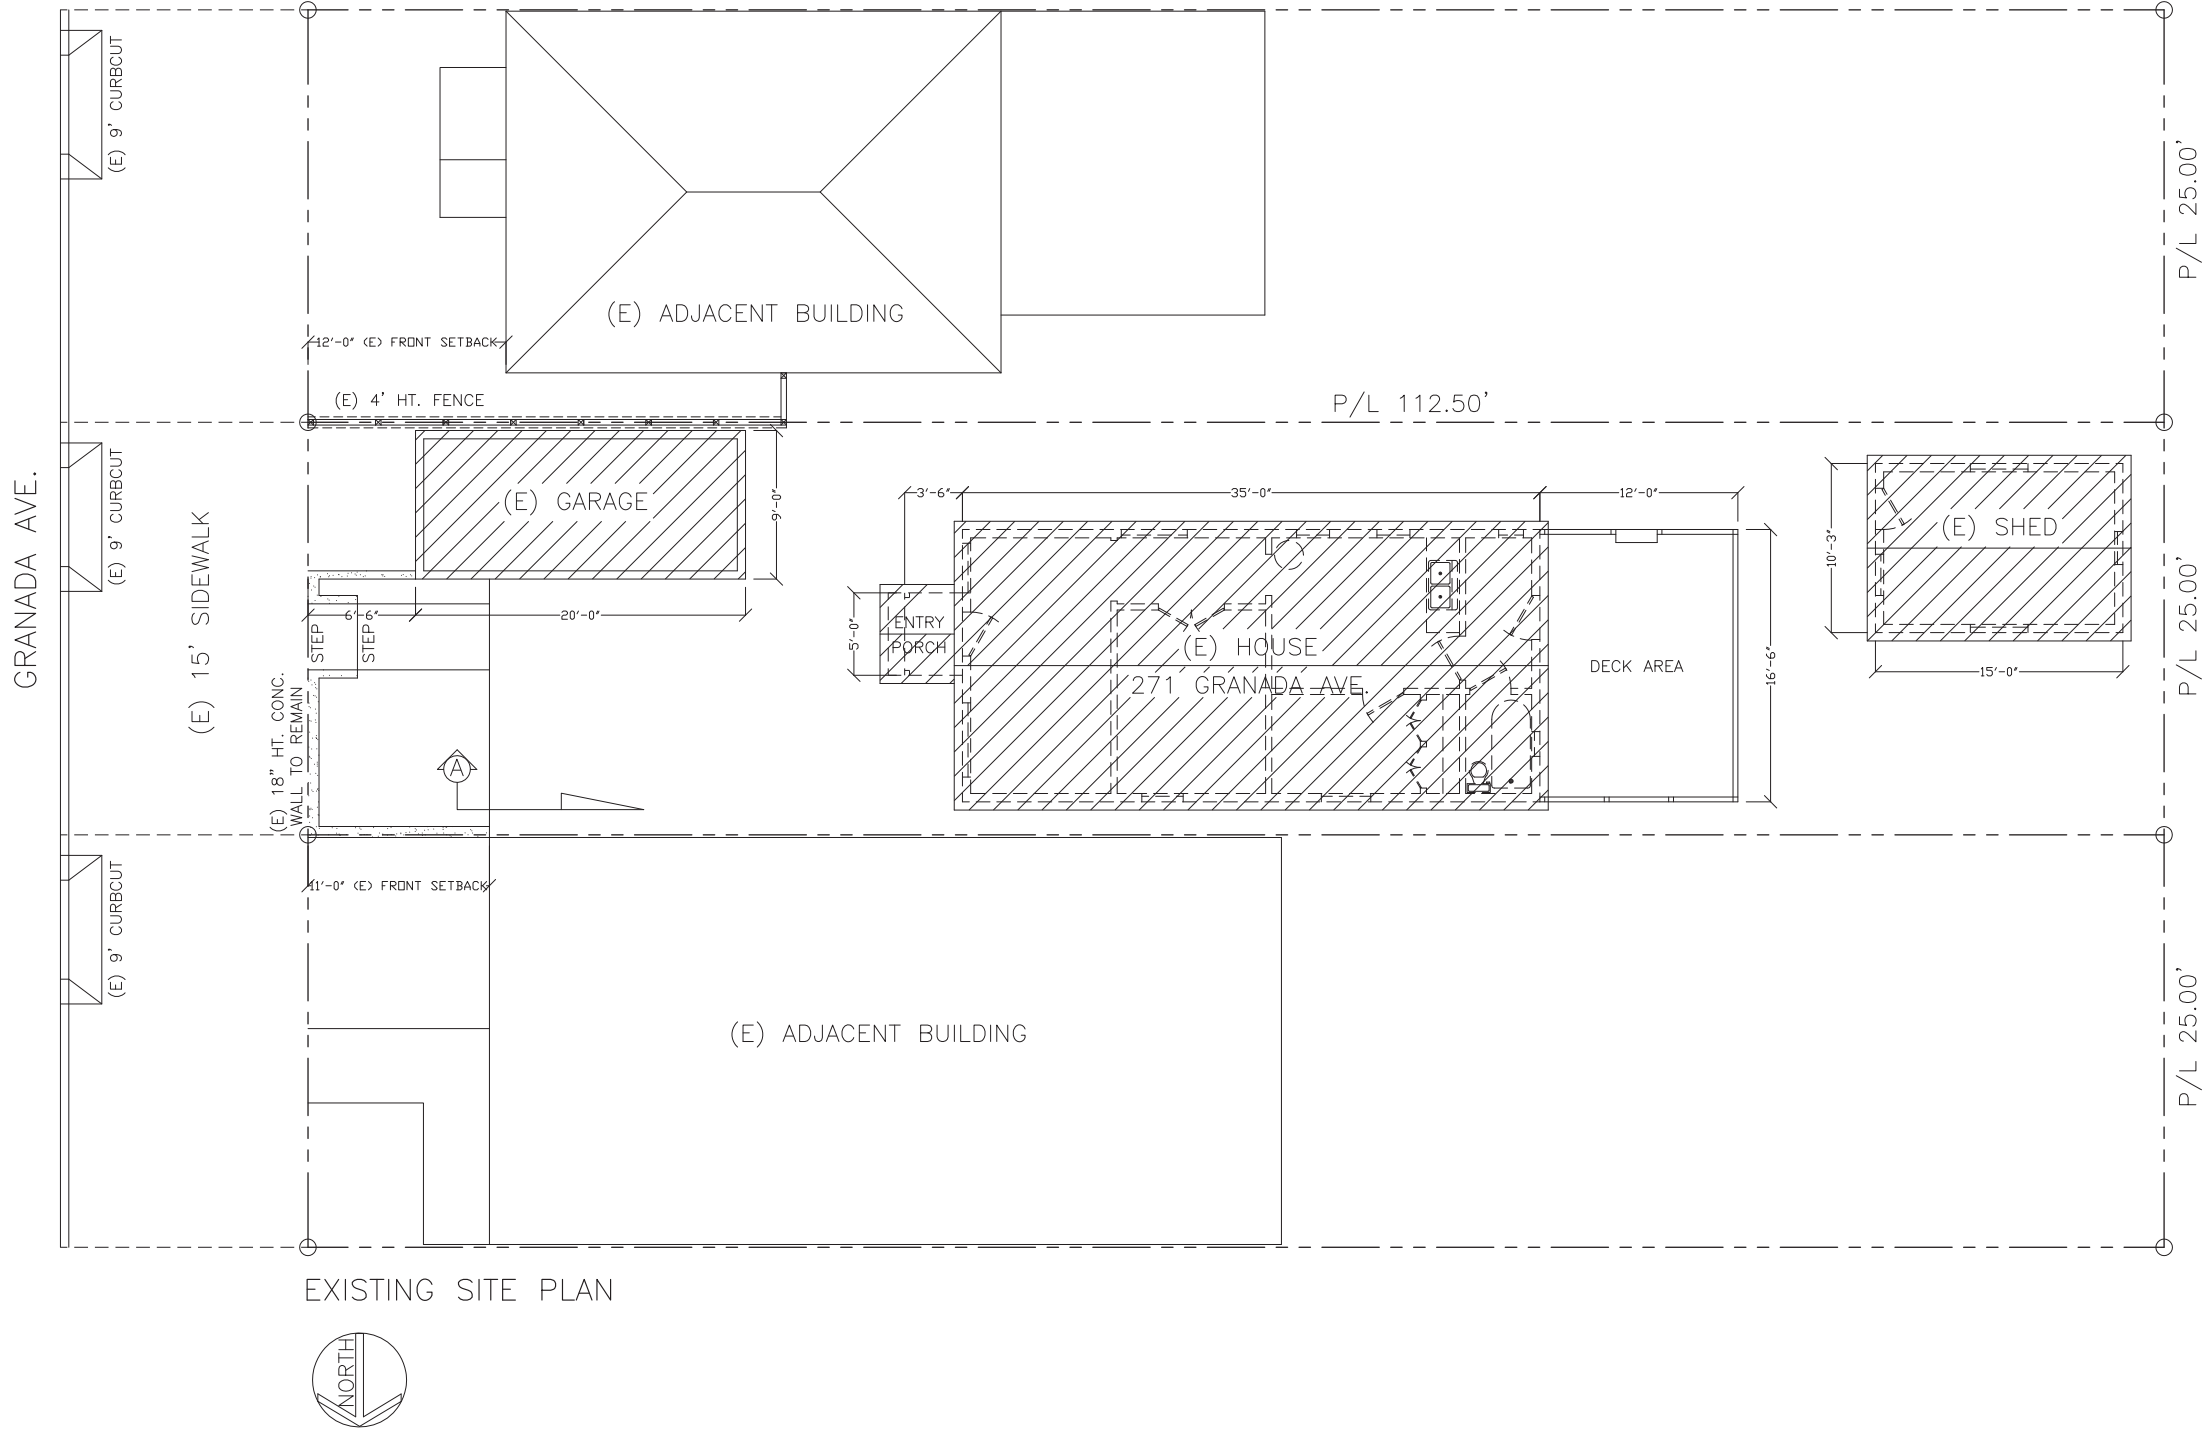 (E) 9' CURBCUT
P/L 25.00'
(E) ADJACENT BUILDING
12'-0" (E) FRONT SETBACK
(E) 4' HT. FENCE
P/L 112.50'
GRANADA AVE.
(E) 9' CURBCUT
(E) 15' SIDEWALK
(E) GARAGE
9'-0"
6'-6"
20'-0"
STEP
STEP
(E) 18" HT. CONC.
WALL TO REMAIN
A
3'-6"
35'-0"
12'-0"
5'-0"
ENTRY
PORCH
(E) HOUSE
271 GRANADA AVE.
DECK AREA
16'-6"
10'-3"
(E) SHED
15'-0"
P/L 25.00'
11'-0" (E) FRONT SETBACK
(E) 9' CURBCUT
(E) ADJACENT BUILDING
P/L 25.00'
EXISTING SITE PLAN
NORTH